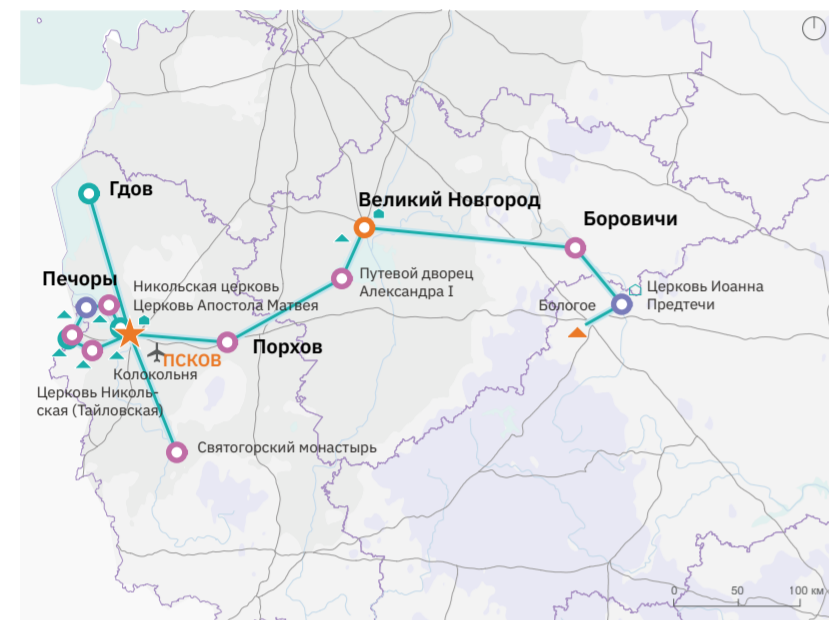 Гдов
Великий Новгород
Боровичи
Печоры
Никольская церковь
Церковь Апостола Матвея
Путевой дворец
Александра I
Церковь Иоанна
Предтечи
Бологое
Порхов
ПСКОВ
Колокольня
Церковь Николь-
ская (Тайловская)
Святогорский монастырь
0 50 100 км